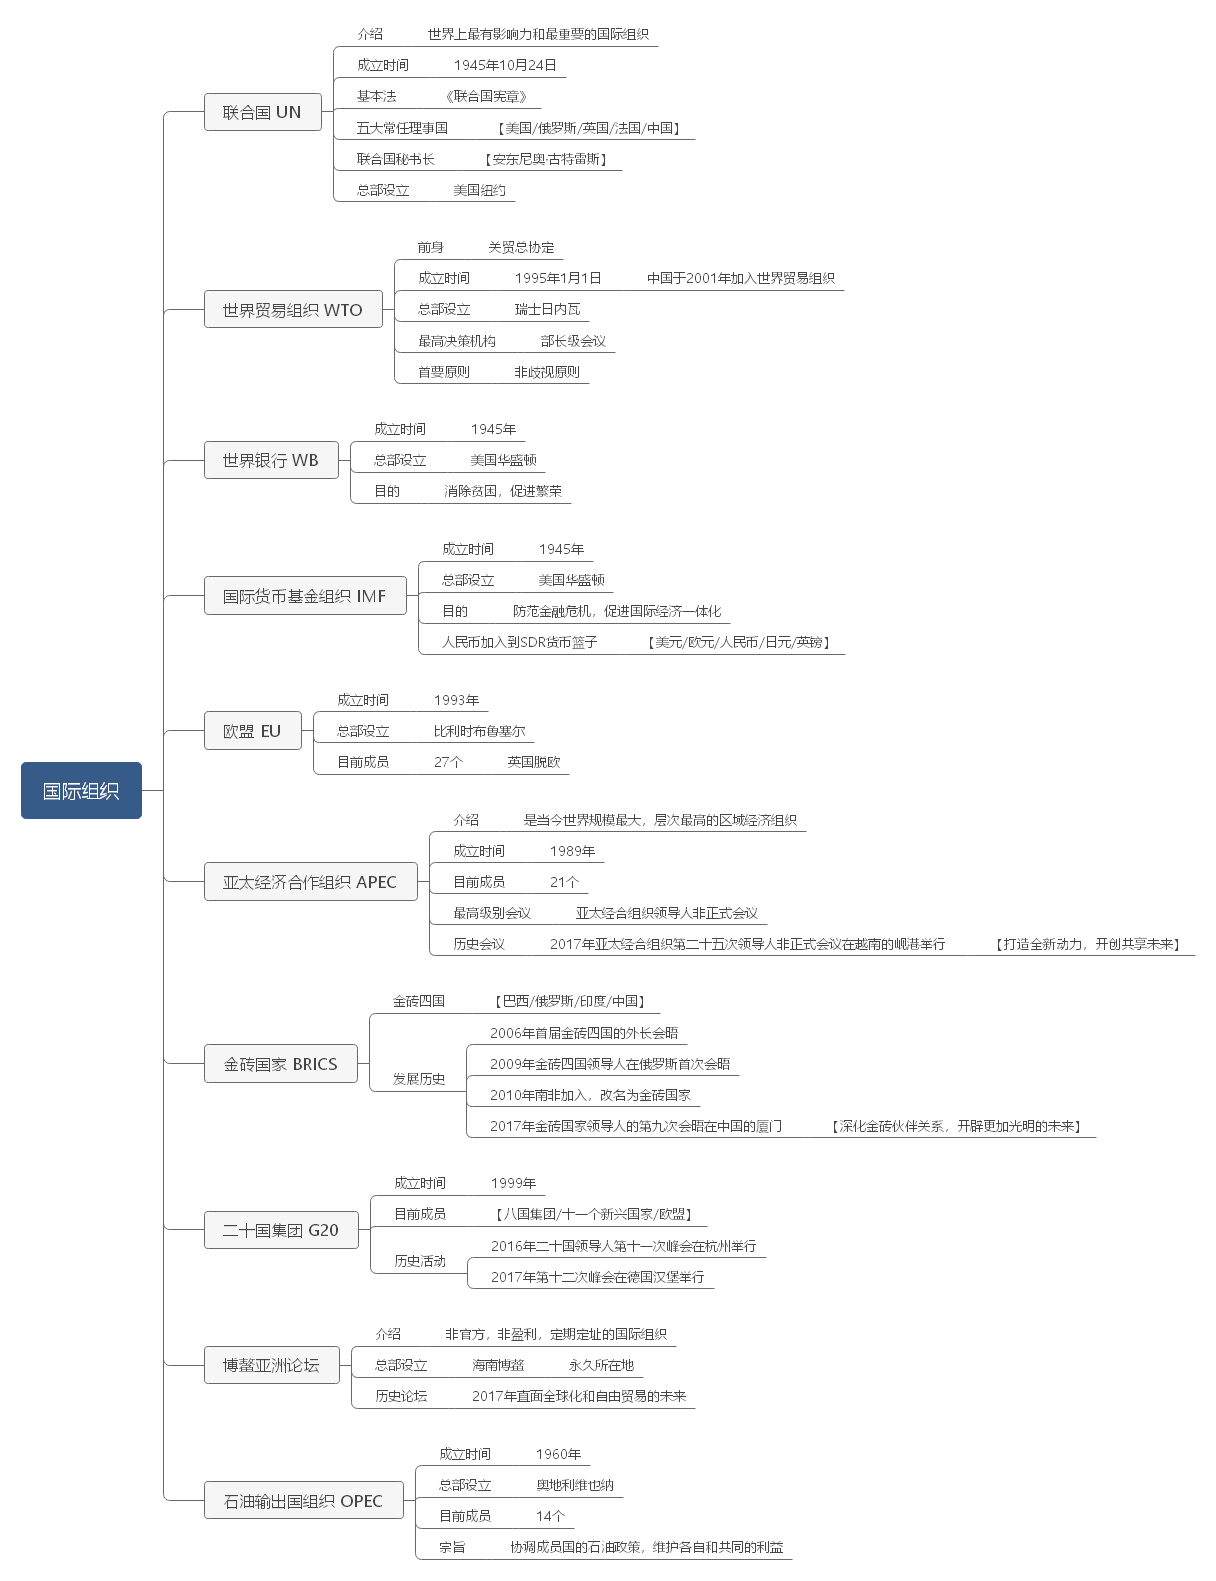 国际组织
联合国 UN
介绍 世界上最有影响力和最重要的国际组织
成立时间 1945年10月24日
基本法 《联合国宪章》
五大常任理事国 【美国/俄罗斯/英国/法国/中国】
联合国秘书长 【安东尼奥·古特雷斯】
总部设立 美国纽约
世界贸易组织 WTO
前身 关贸总协定
成立时间 1995年1月1日 中国于2001年加入世界贸易组织
总部设立 瑞士日内瓦
最高决策机构 部长级会议
首要原则 非歧视原则
世界银行 WB
成立时间 1945年
总部设立 美国华盛顿
目的 消除贫困，促进繁荣
国际货币基金组织 IMF
成立时间 1945年
总部设立 美国华盛顿
目的 防范金融危机，促进国际经济一体化
人民币加入到SDR货币篮子 【美元/欧元/人民币/日元/英镑】
欧盟 EU
成立时间 1993年
总部设立 比利时布鲁塞尔
目前成员 27个 英国脱欧
亚太经济合作组织 APEC
介绍 是当今世界规模最大，层次最高的区域经济组织
成立时间 1989年
目前成员 21个
最高级别会议 亚太经合组织领导人非正式会议
历史会议 2017年亚太经合组织第二十五次领导人非正式会议在越南的岘港举行 【打造全新动力，开创共享未来】
金砖国家 BRICS
金砖四国 【巴西/俄罗斯/印度/中国】
发展历史
2006年首届金砖四国的外长会晤
2009年金砖四国领导人在俄罗斯首次会晤
2010年南非加入，改名为金砖国家
2017年金砖国家领导人的第九次会晤在中国的厦门 【深化金砖伙伴关系，开辟更加光明的未来】
二十国集团 G20
成立时间 1999年
目前成员 【八国集团/十一个新兴国家/欧盟】
历史活动
2016年二十国领导人第十一次峰会在杭州举行
2017年第十二次峰会在德国汉堡举行
博鳌亚洲论坛
介绍 非官方，非盈利，定期定址的国际组织
总部设立 海南博鳌 永久所在地
历史论坛 2017年直面全球化和自由贸易的未来
石油输出国组织 OPEC
成立时间 1960年
总部设立 奥地利维也纳
目前成员 14个
宗旨 协调成员国的石油政策，维护各自和共同的利益